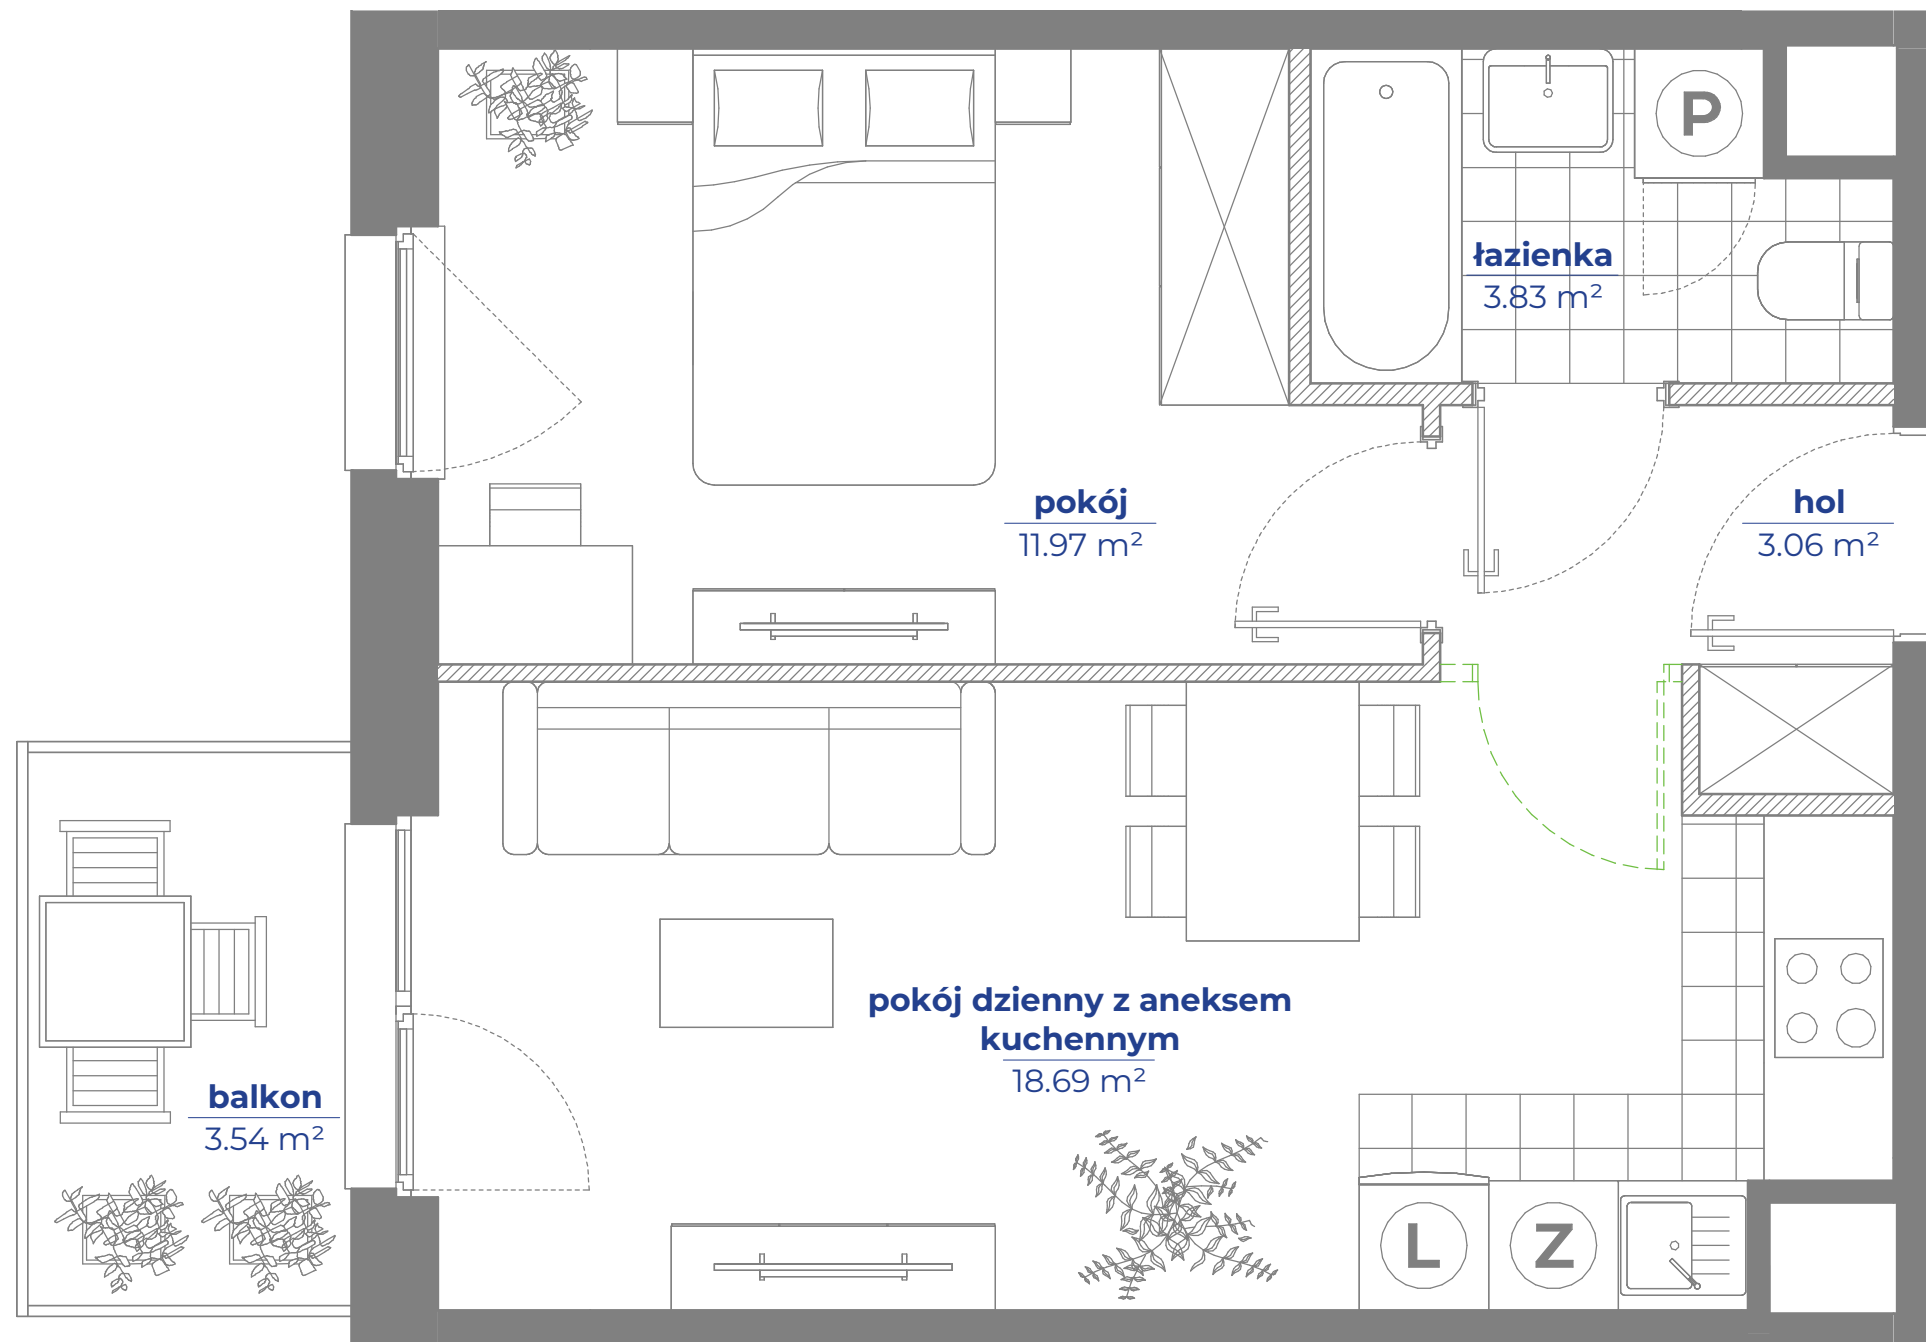 P
łazienka
3.83 m²
pokój
11.97 m²
hol
3.06 m²
pokój dzienny z aneksem
kuchennym
18.69 m²
balkon
3.54 m²
L
Z